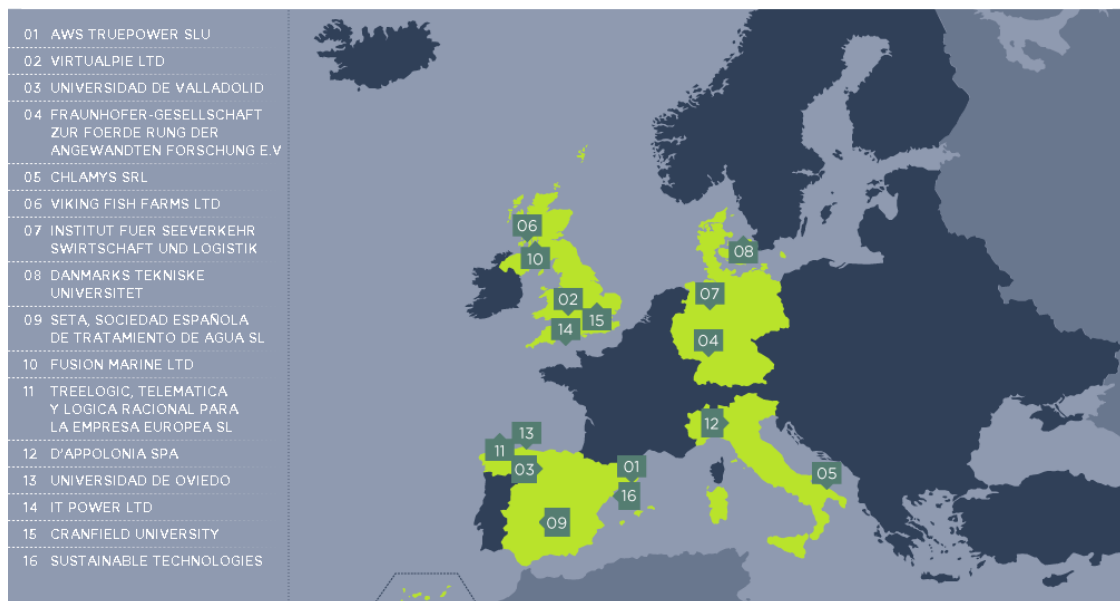 01 AWS TRUEPOWER SLU
02 VIRTUALPIE LTD
03 UNIVERSIDAD DE VALLADOLID
04 FRAUNHOFER-GESELLSCHAFT
ZUR FOERDE RUNG DER
ANGEWANDTEN FORSCHUNG E.V
05 CHLAMYS SRL
06 VIKING FISH FARMS LTD
07 INSTITUT FUER SEEVERKEHR
SWIRTSCHAFT UND LOGISTIK
08 DANMARKS TEKNISKE
UNIVERSITET
09 SETA, SOCIEDAD ESPAÑOLA
DE TRATAMIENTO DE AGUA SL
10 FUSION MARINE LTD
11 TREELOGIC, TELEMATICA
Y LOGICA RACIONAL PARA
LA EMPRESA EUROPEA SL
12 D'APPOLONIA SPA
13 UNIVERSIDAD DE OVIEDO
14 IT POWER LTD
15 CRANFIELD UNIVERSITY
16 SUSTAINABLE TECHNOLOGIES
06
10
08
02
07
15
14
04
12
13
11
03
01
05
16
09